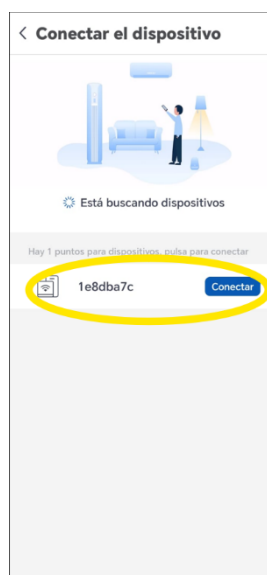 Conectar el dispositivo
Está buscando dispositivos
Hay 1 puntos para dispositivos, pulsa para conectar
1e8dba7c Conectar